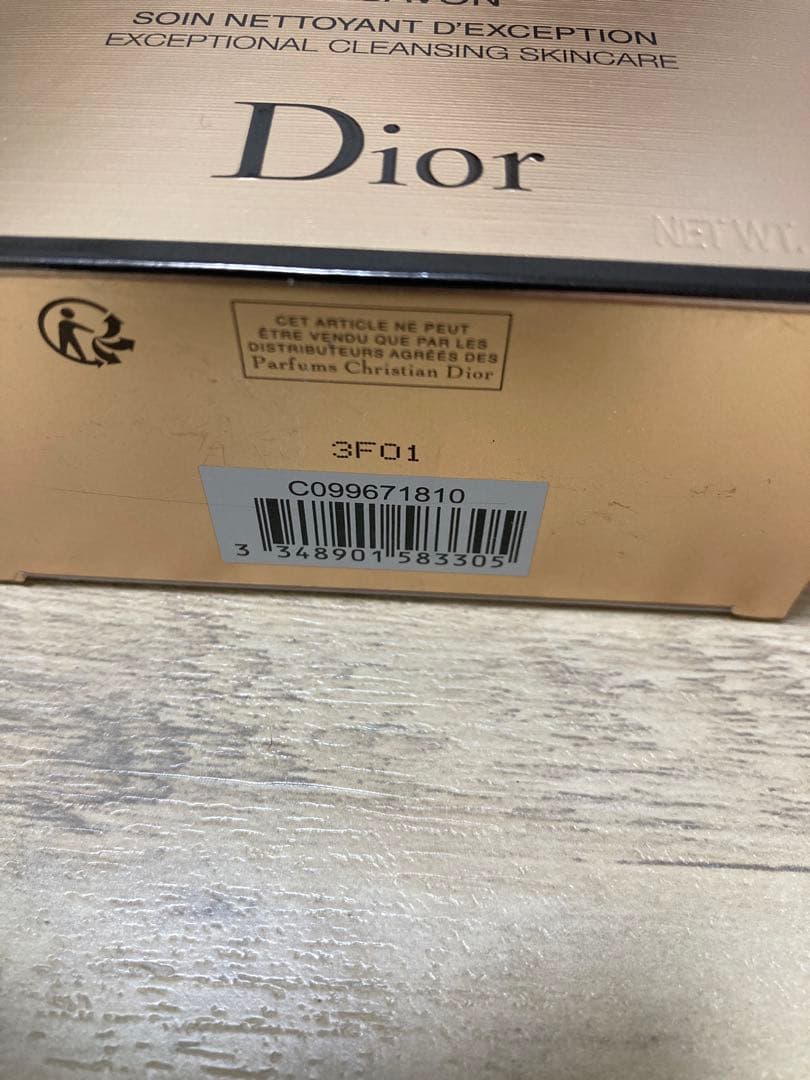 SOIN NETTOYANT D'EXCEPTION
EXCEPTIONAL CLEANSING SKINCARE
Dior
NET WT.
CET ARTICLE NE PEUT
ÊTRE VENDU QUE PAR LES
DISTRIBUTEURS AGRÉÉS DES
Parfums Christian Dior
3F01
C099671810
3 348901 583305